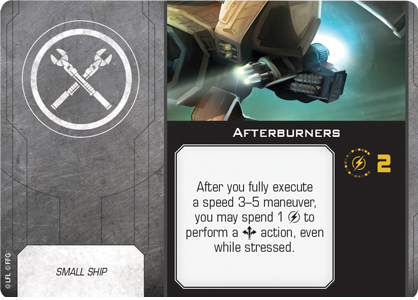 AFTERBURNERS
2
After you fully execute
a speed 3–5 maneuver,
you may spend 1 to
perform a action, even
while stressed.
SMALL SHIP
© LFL © FFG